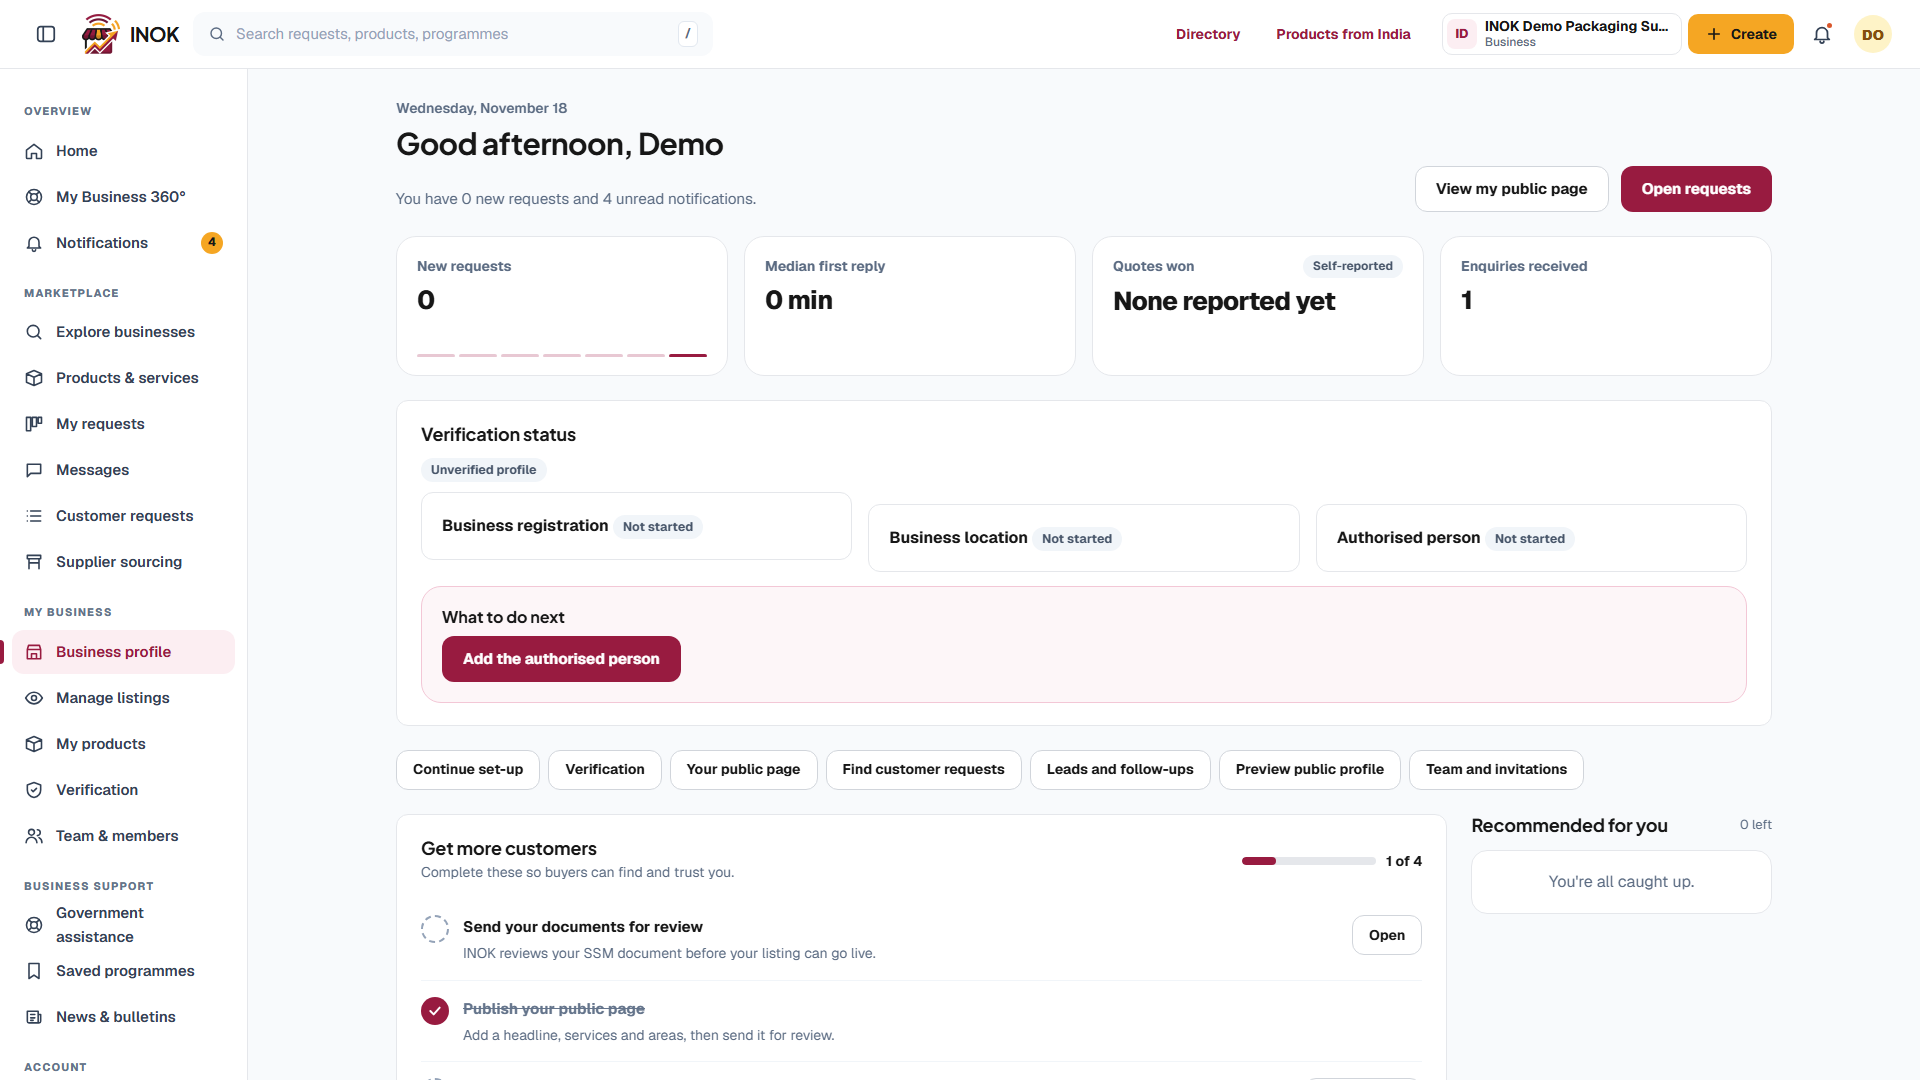 INOK
Search requests, products, programmes
/
Directory
Products from India
ID
INOK Demo Packaging Su...
Business
Create
DO
OVERVIEW
Home
My Business 360°
Notifications
4
MARKETPLACE
Explore businesses
Products & services
My requests
Messages
Customer requests
Supplier sourcing
MY BUSINESS
Business profile
Manage listings
My products
Verification
Team & members
BUSINESS SUPPORT
Government
assistance
Saved programmes
News & bulletins
ACCOUNT
Wednesday, November 18
Good afternoon, Demo
You have 0 new requests and 4 unread notifications.
View my public page
Open requests
New requests
0
Median first reply
0 min
Quotes won
Self-reported
None reported yet
Enquiries received
1
Verification status
Unverified profile
Business registration Not started
Business location Not started
Authorised person Not started
What to do next
Add the authorised person
Continue set-up
Verification
Your public page
Find customer requests
Leads and follow-ups
Preview public profile
Team and invitations
Get more customers
Complete these so buyers can find and trust you.
1 of 4
Send your documents for review
INOK reviews your SSM document before your listing can go live.
Open
Publish your public page
Add a headline, services and areas, then send it for review.
Recommended for you
0 left
You're all caught up.